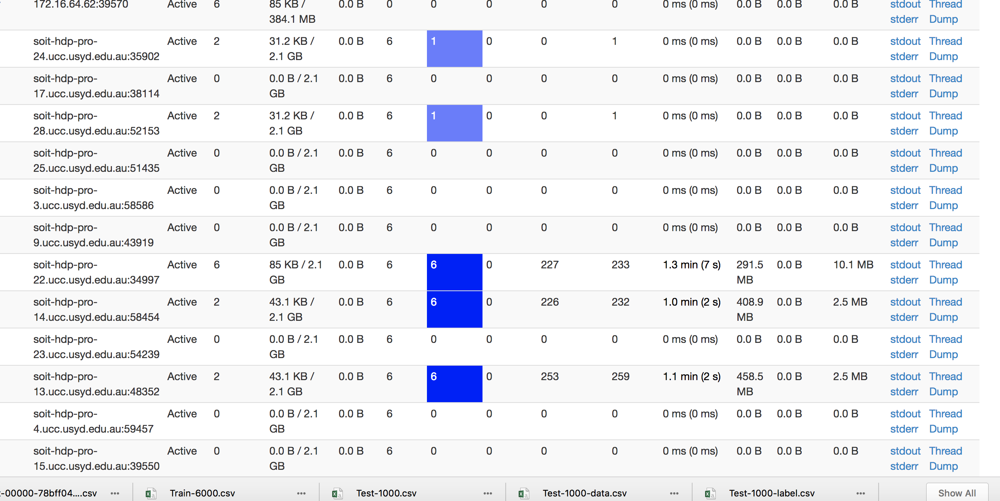 172.16.64.62:39570 Active 6 85 KB / 0.0 B 0 0 0 0 0 0 ms (0 ms) 0.0 B 0.0 B 0.0 B stdout Thread
384.1 MB stderr Dump
soit-hdp-pro- Active 2 31.2 KB / 0.0 B 6 1 0 0 1 0 ms (0 ms) 0.0 B 0.0 B 0.0 B stdout Thread
24.ucc.usyd.edu.au:35902 2.1 GB stderr Dump
soit-hdp-pro- Active 0 0.0 B / 2.1 0.0 B 6 0 0 0 0 0 ms (0 ms) 0.0 B 0.0 B 0.0 B stdout Thread
17.ucc.usyd.edu.au:38114 GB stderr Dump
soit-hdp-pro- Active 2 31.2 KB / 0.0 B 6 1 0 0 1 0 ms (0 ms) 0.0 B 0.0 B 0.0 B stdout Thread
28.ucc.usyd.edu.au:52153 2.1 GB stderr Dump
soit-hdp-pro- Active 0 0.0 B / 2.1 0.0 B 6 0 0 0 0 0 ms (0 ms) 0.0 B 0.0 B 0.0 B stdout Thread
25.ucc.usyd.edu.au:51435 GB stderr Dump
soit-hdp-pro- Active 0 0.0 B / 2.1 0.0 B 6 0 0 0 0 0 ms (0 ms) 0.0 B 0.0 B 0.0 B stdout Thread
3.ucc.usyd.edu.au:58586 GB stderr Dump
soit-hdp-pro- Active 0 0.0 B / 2.1 0.0 B 6 0 0 0 0 0 ms (0 ms) 0.0 B 0.0 B 0.0 B stdout Thread
9.ucc.usyd.edu.au:43919 GB stderr Dump
soit-hdp-pro- Active 6 85 KB / 2.1 0.0 B 6 6 0 227 233 1.3 min (7 s) 291.5 0.0 B 10.1 MB stdout Thread
22.ucc.usyd.edu.au:34997 GB MB stderr Dump
soit-hdp-pro- Active 2 43.1 KB / 0.0 B 6 6 0 226 232 1.0 min (2 s) 408.9 0.0 B 2.5 MB stdout Thread
14.ucc.usyd.edu.au:58454 2.1 GB MB stderr Dump
soit-hdp-pro- Active 0 0.0 B / 2.1 0.0 B 6 0 0 0 0 0 ms (0 ms) 0.0 B 0.0 B 0.0 B stdout Thread
23.ucc.usyd.edu.au:54239 GB stderr Dump
soit-hdp-pro- Active 2 43.1 KB / 0.0 B 6 6 0 253 259 1.1 min (2 s) 458.5 0.0 B 2.5 MB stdout Thread
13.ucc.usyd.edu.au:48352 2.1 GB MB stderr Dump
soit-hdp-pro- Active 0 0.0 B / 2.1 0.0 B 6 0 0 0 0 0 ms (0 ms) 0.0 B 0.0 B 0.0 B stdout Thread
4.ucc.usyd.edu.au:59457 GB stderr Dump
soit-hdp-pro- Active 0 0.0 B / 2.1 0.0 B 6 0 0 0 0 0 ms (0 ms) 0.0 B 0.0 B 0.0 B stdout Thread
15.ucc.usyd.edu.au:39550 GB stderr Dump
-00000-78bff04....csv Train-6000.csv Test-1000.csv Test-1000-data.csv Test-1000-label.csv Show All